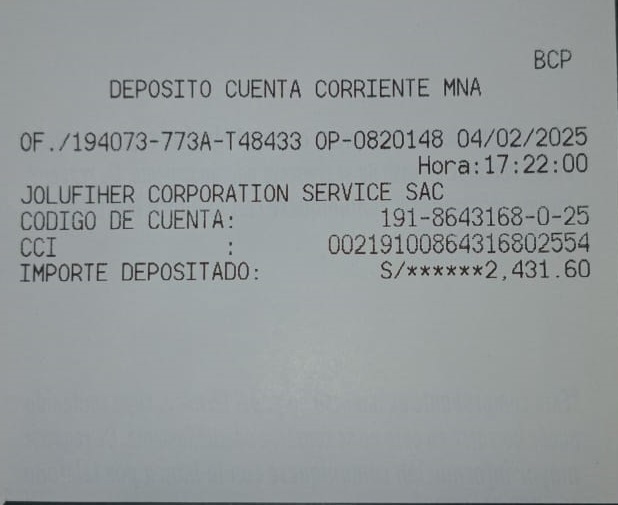 BCP
DEPOSITO CUENTA CORRIENTE MNA
OF./194073-773A-T48433 OP-0820148 04/02/2025
Hora:17:22:00
JOLUFIHER CORPORATION SERVICE SAC
CODIGO DE CUENTA: 191-8643168-0-25
CCI : 00219100864316802554
IMPORTE DEPOSITADO: S/******2,431.60